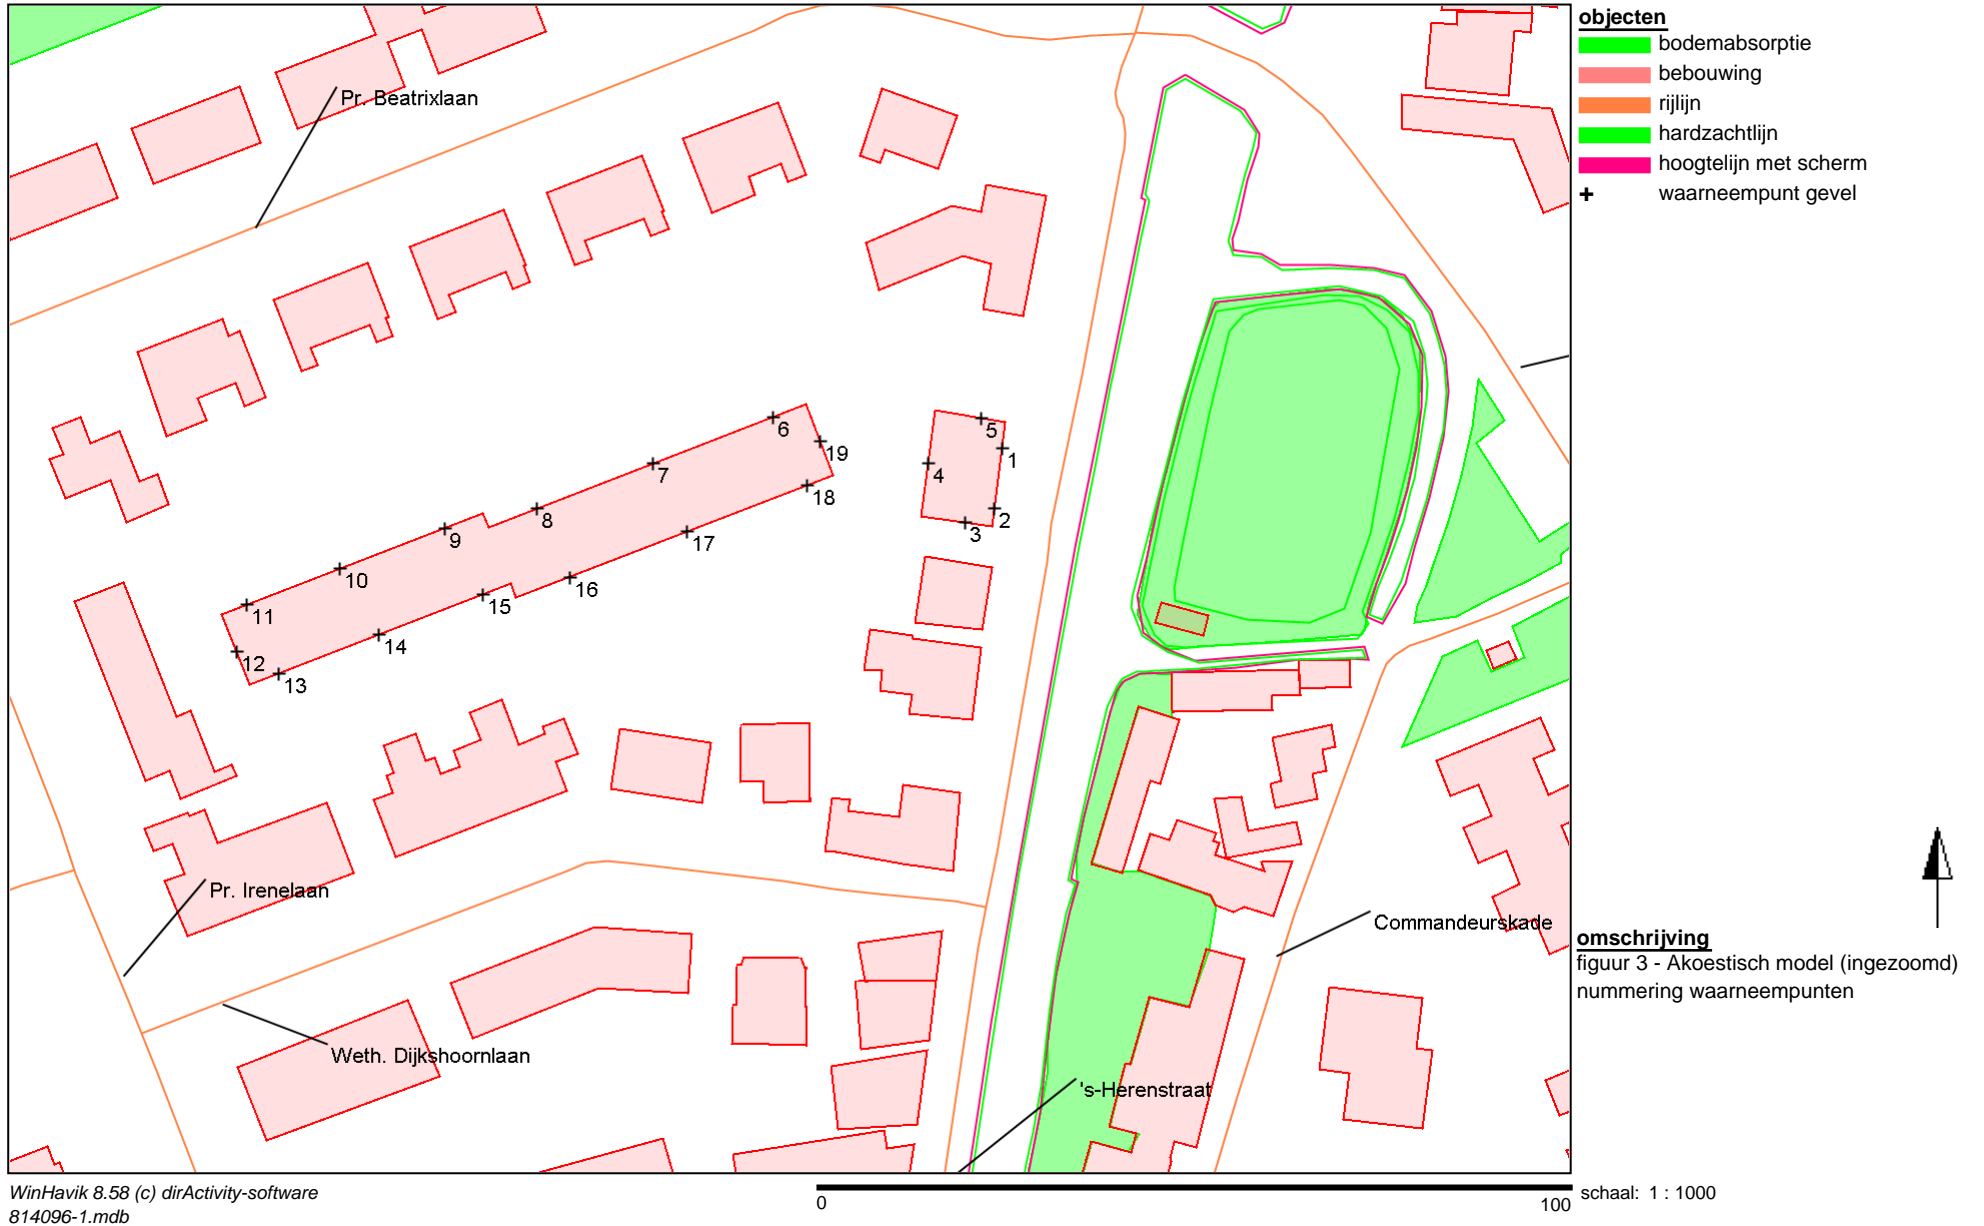 objecten
bodemabsorptie
bebouwing
rijlijn
hardzachtlijn
hoogtelijn met scherm
+ waarneempunt gevel
Pr. Beatrixlaan
6
5
19
1
7
4
18
8
2
9
3
17
10
16
15
11
14
12
13
Pr. Irenelaan
Commandeurskade
omschrijving
figuur 3 - Akoestisch model (ingezoomd)
nummering waarneempunten
Weth. Dijkshoornlaan
's-Herenstraat
WinHavik 8.58 (c) dirActivity-software
814096-1.mdb
0
100
schaal: 1 : 1000